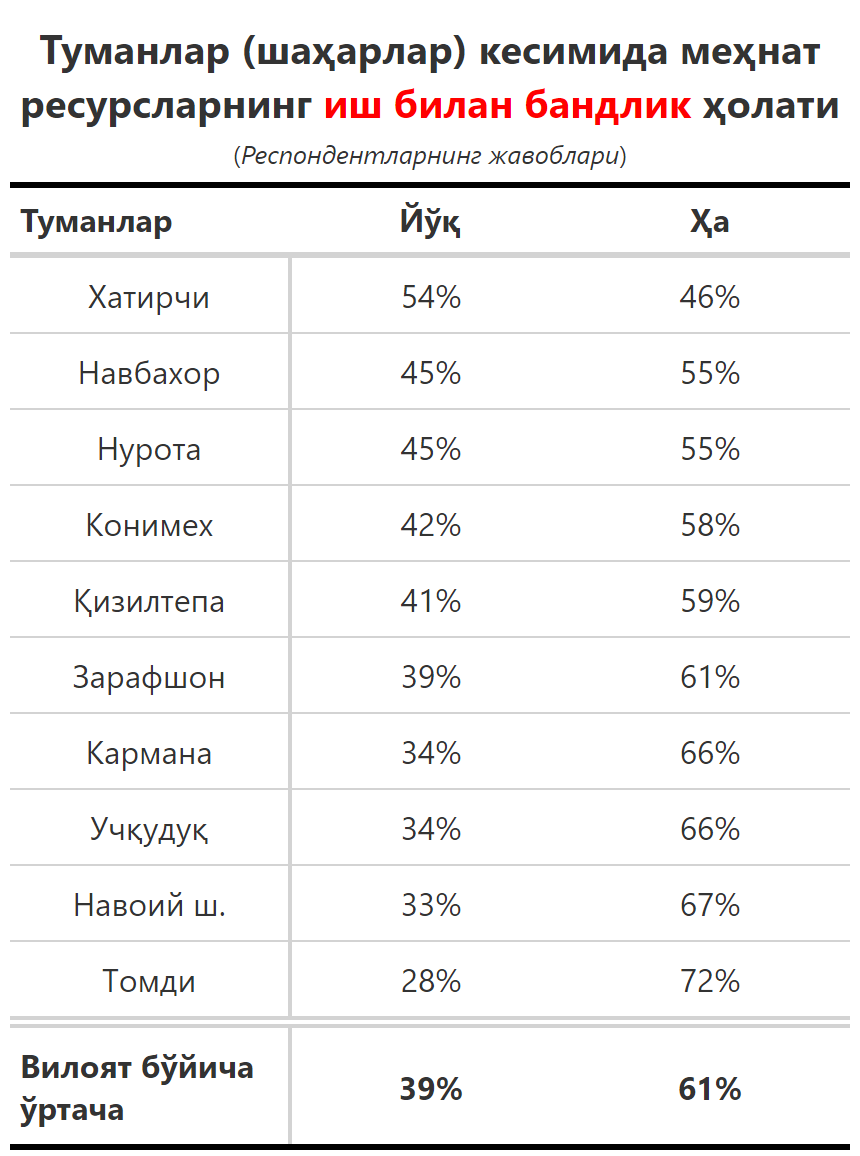 Туманлар (шаҳарлар) кесимида меҳнат
ресурсларнинг иш билан бандлик ҳолати
(Респондентларнинг жавоблари)
Туманлар Йўқ Ҳа
Хатирчи 54% 46%
Навбахор 45% 55%
Нурота 45% 55%
Конимех 42% 58%
Қизилтепа 41% 59%
Зарафшон 39% 61%
Кармана 34% 66%
Учқудуқ 34% 66%
Навоий ш. 33% 67%
Томди 28% 72%
Вилоят бўйича
ўртача 39% 61%